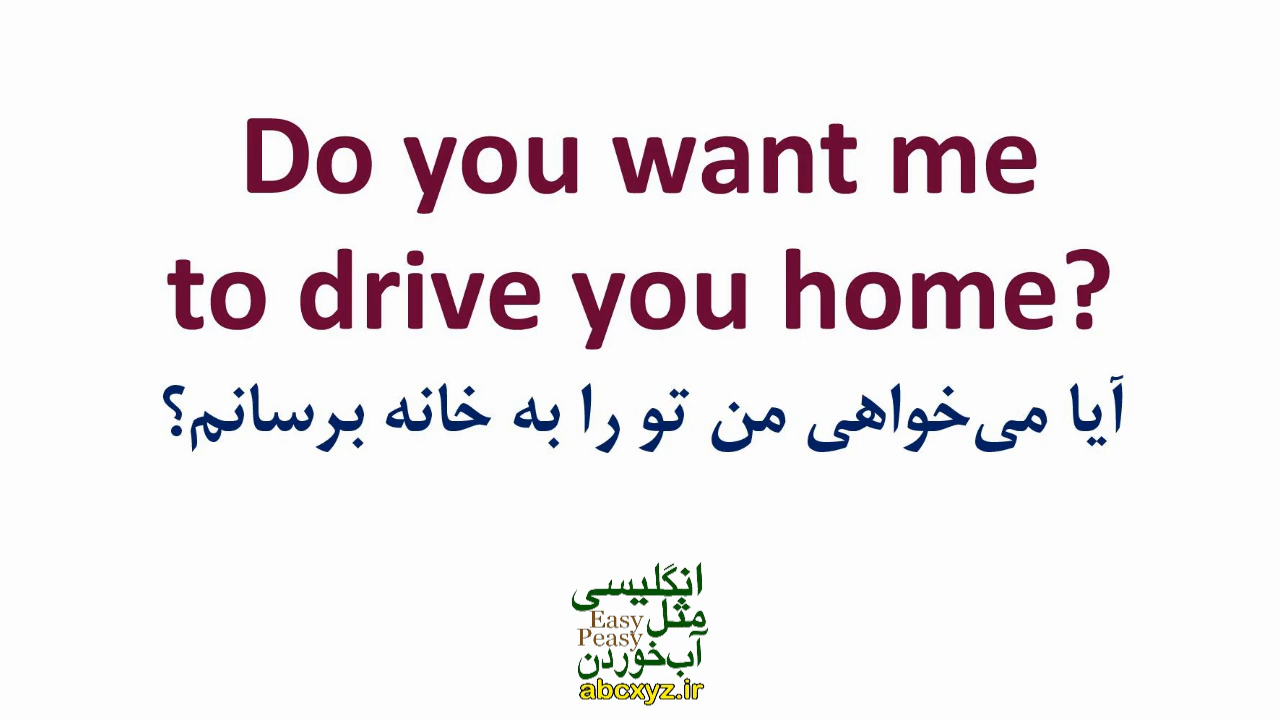 Do you want me
to drive you home?
آیا می‌خواهی من تو را به خانه برسانم؟
انگلیسی
مثل
Easy
Peasy
آب‌خوردن
abcxyz.ir